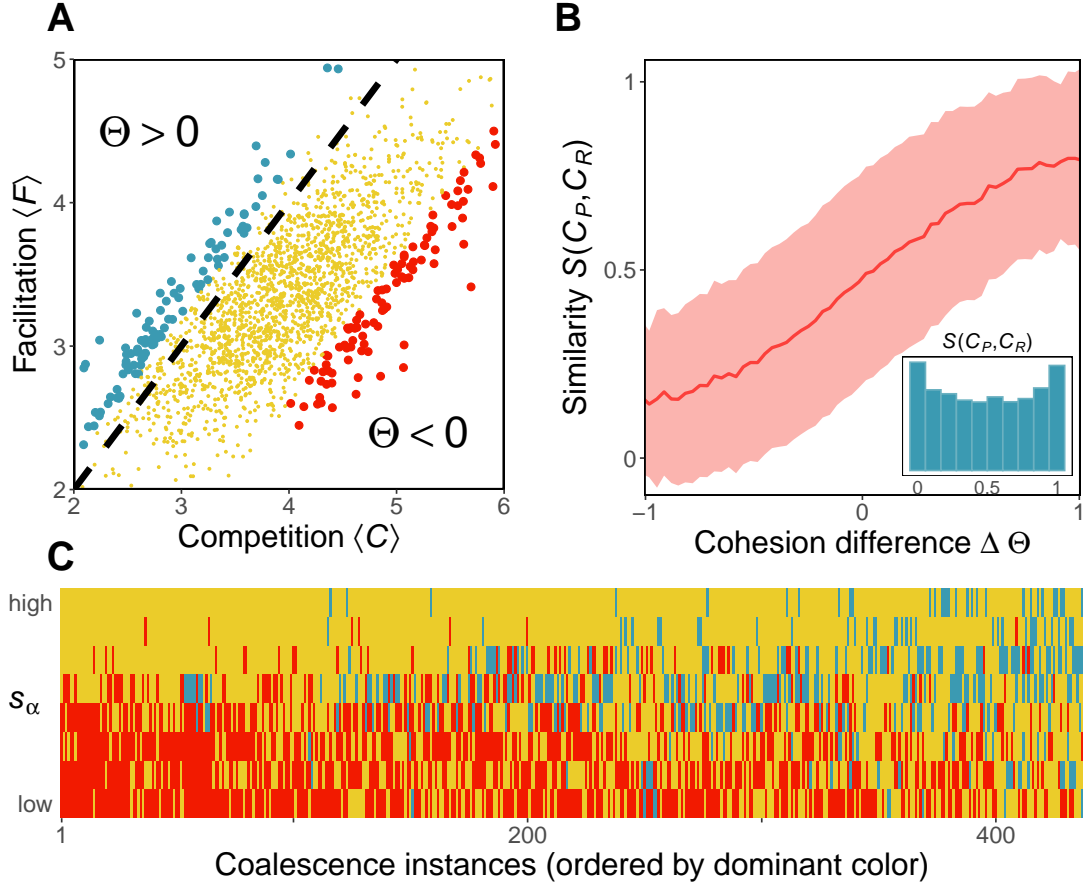 A
5
4
3
2
2
3
4
5
6
Facilitation ⟨F⟩
Competition ⟨C⟩
Θ > 0
Θ < 0
B
1
0.5
0
−1
0
1
Similarity S(C_P,C_R)
Cohesion difference Δ Θ
S(C_P,C_R)
0
0.5
1
C
high
s_α
low
1
200
400
Coalescence instances (ordered by dominant color)